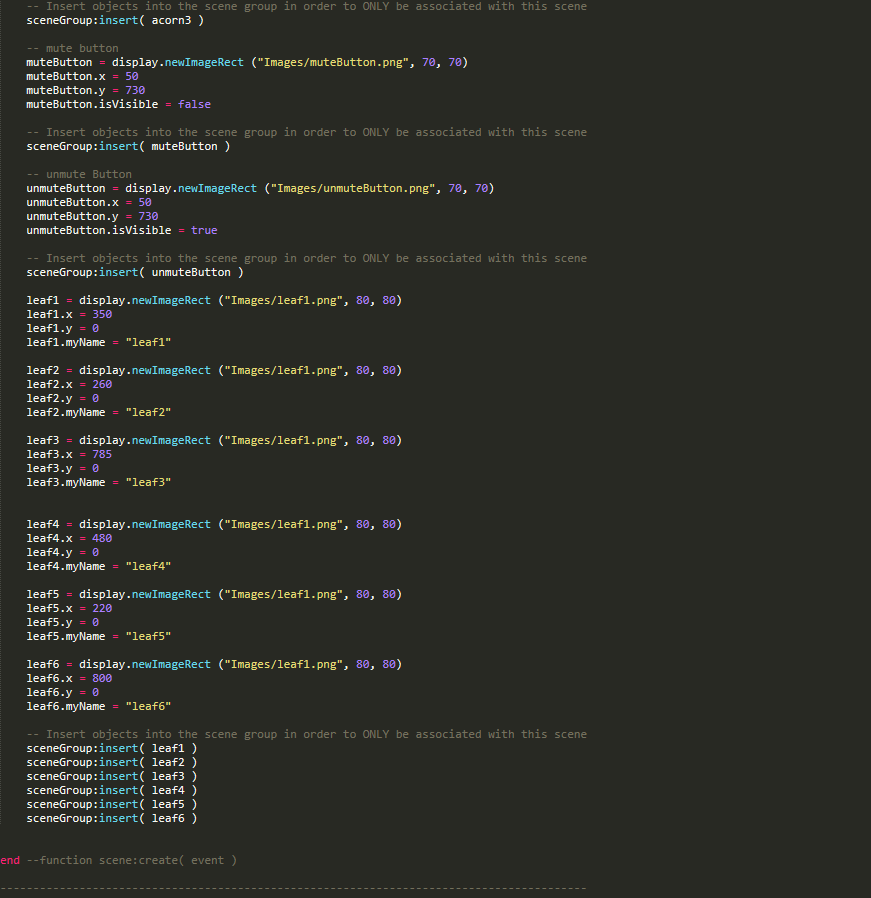 -- Insert objects into the scene group in order to ONLY be associated with this scene
sceneGroup:insert( acorn3 )
-- mute button
muteButton = display.newImageRect ("Images/muteButton.png", 70, 70)
muteButton.x = 50
muteButton.y = 730
muteButton.isVisible = false
-- Insert objects into the scene group in order to ONLY be associated with this scene
sceneGroup:insert( muteButton )
-- unmute Button
unmuteButton = display.newImageRect ("Images/unmuteButton.png", 70, 70)
unmuteButton.x = 50
unmuteButton.y = 730
unmuteButton.isVisible = true
-- Insert objects into the scene group in order to ONLY be associated with this scene
sceneGroup:insert( unmuteButton )
leaf1 = display.newImageRect ("Images/leaf1.png", 80, 80)
leaf1.x = 350
leaf1.y = 0
leaf1.myName = "leaf1"
leaf2 = display.newImageRect ("Images/leaf1.png", 80, 80)
leaf2.x = 260
leaf2.y = 0
leaf2.myName = "leaf2"
leaf3 = display.newImageRect ("Images/leaf1.png", 80, 80)
leaf3.x = 785
leaf3.y = 0
leaf3.myName = "leaf3"
leaf4 = display.newImageRect ("Images/leaf1.png", 80, 80)
leaf4.x = 480
leaf4.y = 0
leaf4.myName = "leaf4"
leaf5 = display.newImageRect ("Images/leaf1.png", 80, 80)
leaf5.x = 220
leaf5.y = 0
leaf5.myName = "leaf5"
leaf6 = display.newImageRect ("Images/leaf1.png", 80, 80)
leaf6.x = 800
leaf6.y = 0
leaf6.myName = "leaf6"
-- Insert objects into the scene group in order to ONLY be associated with this scene
sceneGroup:insert( leaf1 )
sceneGroup:insert( leaf2 )
sceneGroup:insert( leaf3 )
sceneGroup:insert( leaf4 )
sceneGroup:insert( leaf5 )
sceneGroup:insert( leaf6 )
end --function scene:create( event )
-----------------------------------------------------------------------------------------